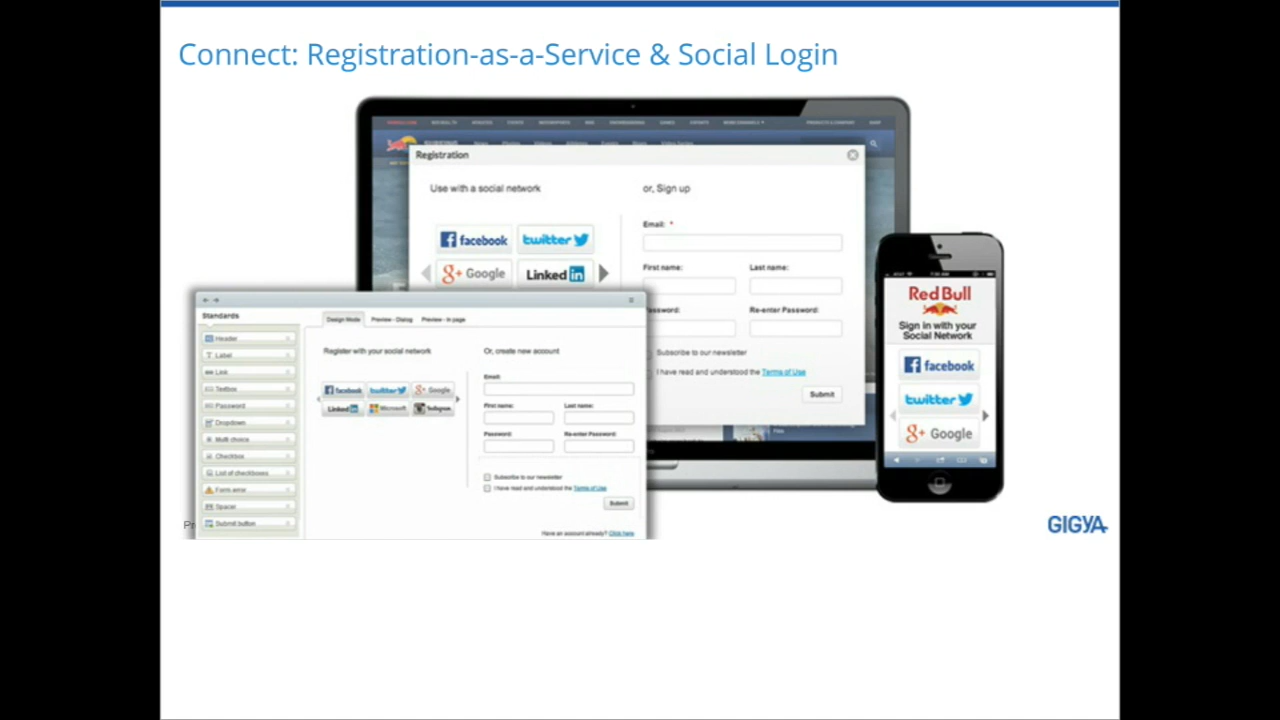 Connect: Registration-as-a-Service & Social Login
Registration
Use with a social network
or, Sign up
facebook
twitter
g+ Google
Linked in
Email: *
First name:
Last name:
Re-enter Password:
Subscribe to our newsletter
I have read and understood the Terms of Use
Submit
Standards
Header
Label
Link
Textbox
Password
Dropdown
Multi choice
Checkbox
List of checkboxes
Form error
Spacer
Submit button
Design Mode
Preview - Dialog
Preview - In page
Register with your social network
facebook
twitter
g+ Google
Linked in
Microsoft
Instagram
Or, create new account
Email:
First name:
Last name:
Password:
Re-enter Password:
Subscribe to our newsletter
I have read and understood the Terms of Use
Submit
Have an account already? Click here
Red Bull
Sign in with your
Social Network
facebook
twitter
g+ Google
GIGYA